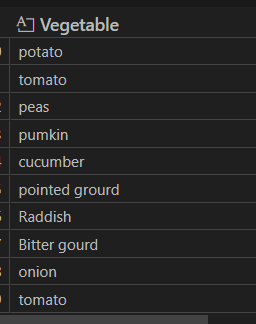 Vegetable
potato
tomato
peas
pumkin
cucumber
pointed grourd
Raddish
Bitter gourd
onion
tomato